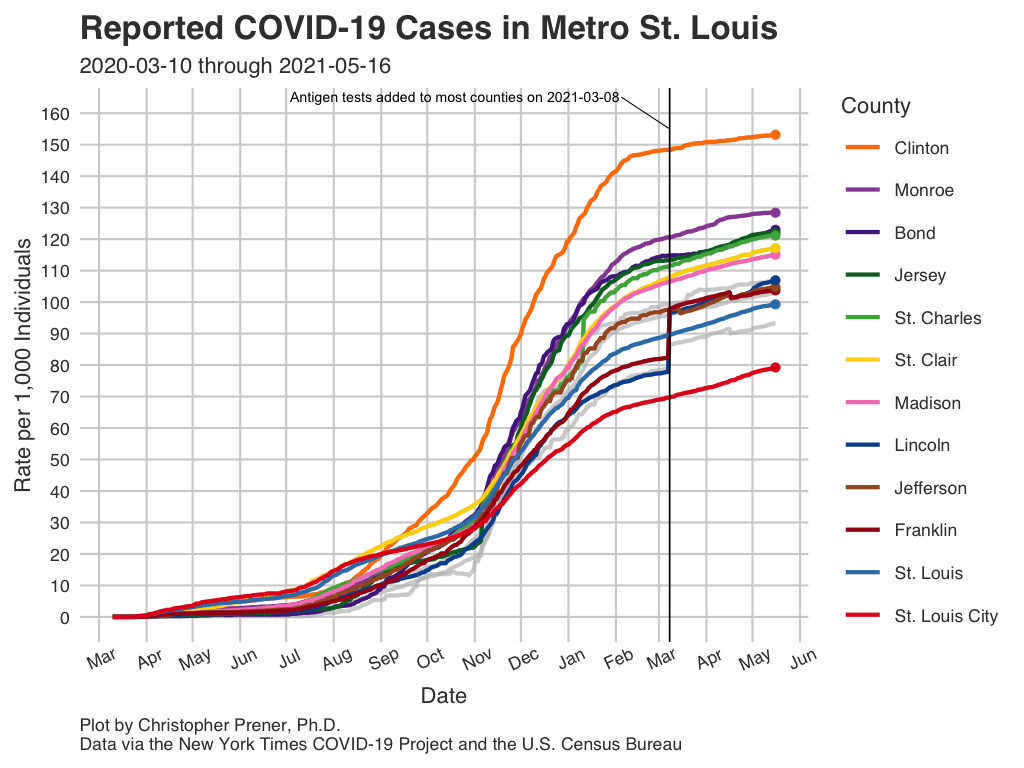 Reported COVID-19 Cases in Metro St. Louis
2020-03-10 through 2021-05-16
Antigen tests added to most counties on 2021-03-08
Rate per 1,000 Individuals
160
150
140
130
120
110
100
90
80
70
60
50
40
30
20
10
0
Mar Apr May Jun Jul Aug Sep Oct Nov Dec Jan Feb Mar Apr May Jun
Date
County
Clinton
Monroe
Bond
Jersey
St. Charles
St. Clair
Madison
Lincoln
Jefferson
Franklin
St. Louis
St. Louis City
Plot by Christopher Prener, Ph.D.
Data via the New York Times COVID-19 Project and the U.S. Census Bureau